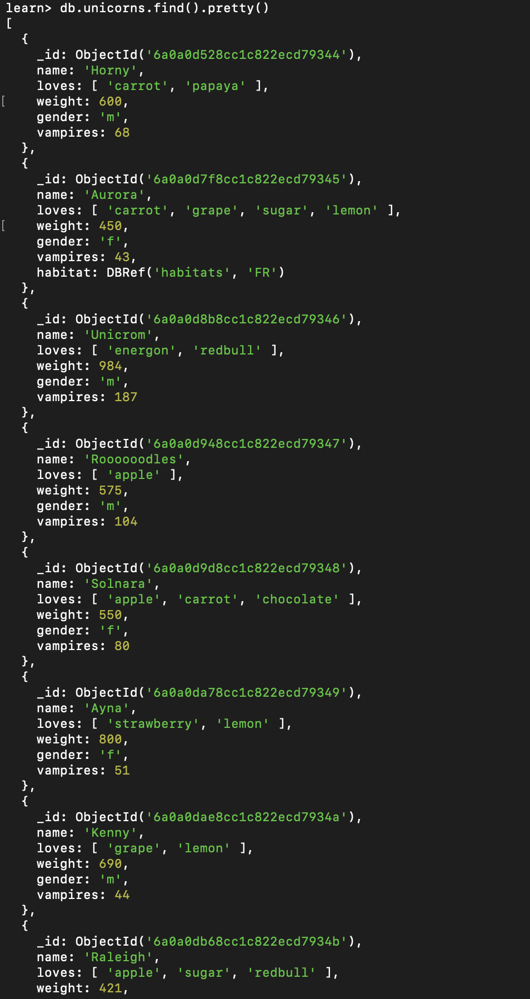 learn> db.unicorns.find().pretty()
[
  {
    _id: ObjectId('6a0a0d528cc1c822ecd79344'),
    name: 'Horny',
    loves: [ 'carrot', 'papaya' ],
[    weight: 600,
    gender: 'm',
    vampires: 68
  },
  {
    _id: ObjectId('6a0a0d7f8cc1c822ecd79345'),
    name: 'Aurora',
    loves: [ 'carrot', 'grape', 'sugar', 'lemon' ],
[    weight: 450,
    gender: 'f',
    vampires: 43,
    habitat: DBRef('habitats', 'FR')
  },
  {
    _id: ObjectId('6a0a0d8b8cc1c822ecd79346'),
    name: 'Unicrom',
    loves: [ 'energon', 'redbull' ],
    weight: 984,
    gender: 'm',
    vampires: 187
  },
  {
    _id: ObjectId('6a0a0d948cc1c822ecd79347'),
    name: 'Roooooodles',
    loves: [ 'apple' ],
    weight: 575,
    gender: 'm',
    vampires: 104
  },
  {
    _id: ObjectId('6a0a0d9d8cc1c822ecd79348'),
    name: 'Solnara',
    loves: [ 'apple', 'carrot', 'chocolate' ],
    weight: 550,
    gender: 'f',
    vampires: 80
  },
  {
    _id: ObjectId('6a0a0da78cc1c822ecd79349'),
    name: 'Ayna',
    loves: [ 'strawberry', 'lemon' ],
    weight: 800,
    gender: 'f',
    vampires: 51
  },
  {
    _id: ObjectId('6a0a0dae8cc1c822ecd7934a'),
    name: 'Kenny',
    loves: [ 'grape', 'lemon' ],
    weight: 690,
    gender: 'm',
    vampires: 44
  },
  {
    _id: ObjectId('6a0a0db68cc1c822ecd7934b'),
    name: 'Raleigh',
    loves: [ 'apple', 'sugar', 'redbull' ],
    weight: 421,